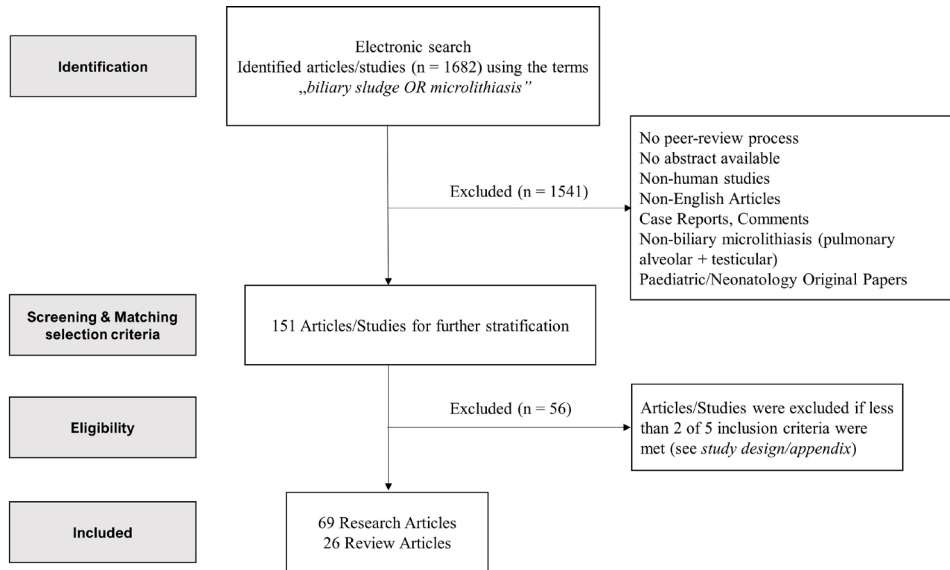 Identification
Electronic search
Identified articles/studies (n = 1682) using the terms
„biliary sludge OR microlithiasis”
Excluded (n = 1541)
No peer-review process
No abstract available
Non-human studies
Non-English Articles
Case Reports, Comments
Non-biliary microlithiasis (pulmonary
alveolar + testicular)
Paediatric/Neonatology Original Papers
Screening & Matching
selection criteria
151 Articles/Studies for further stratification
Eligibility
Excluded (n = 56)
Articles/Studies were excluded if less
than 2 of 5 inclusion criteria were
met (see study design/appendix)
Included
69 Research Articles
26 Review Articles